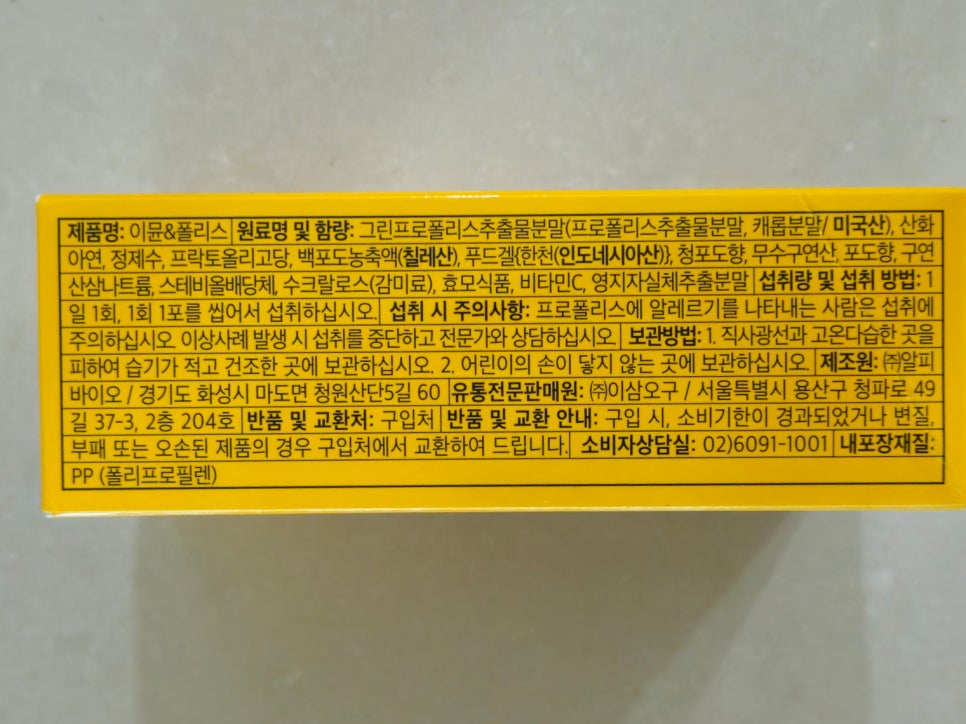 제품명: 이뮨&폴리스 원료명 및 함량: 그린프로폴리스추출물분말(프로폴리스추출물분말, 캐롭분말/ 미국산), 산화
아연, 정제수, 프락토올리고당, 백포도농축액(칠레산), 푸드겔{한천(인도네시아산)}, 청포도향, 무수구연산, 포도향, 구연
산삼나트륨, 스테비올배당체, 수크랄로스(감미료), 효모식품, 비타민C, 영지자실체추출분말 섭취량 및 섭취 방법: 1
일 1회, 1회 1포를 씹어서 섭취하십시오. 섭취 시 주의사항: 프로폴리스에 알레르기를 나타내는 사람은 섭취에
주의하십시오. 이상사례 발생 시 섭취를 중단하고 전문가와 상담하십시오. 보관방법: 1. 직사광선과 고온다습한 곳을
피하여 습기가 적고 건조한 곳에 보관하십시오. 2. 어린이의 손이 닿지 않는 곳에 보관하십시오. 제조원: ㈜알피
바이오 / 경기도 화성시 마도면 청원산단5길 60 유통전문판매원: ㈜이삼오구 / 서울특별시 용산구 청파로 49
길 37-3, 2층 204호 반품 및 교환처: 구입처 반품 및 교환 안내: 구입 시, 소비기한이 경과되었거나 변질,
부패 또는 오손된 제품의 경우 구입처에서 교환하여 드립니다. 소비자상담실: 02)6091-1001 내포장재질:
PP (폴리프로필렌)